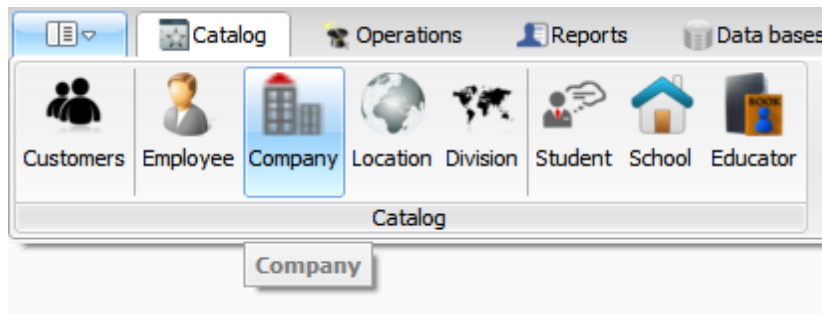 Catalog Operations Reports Data bases
BOOK
Customers Employee Company Location Division Student School Educator
Catalog
Company